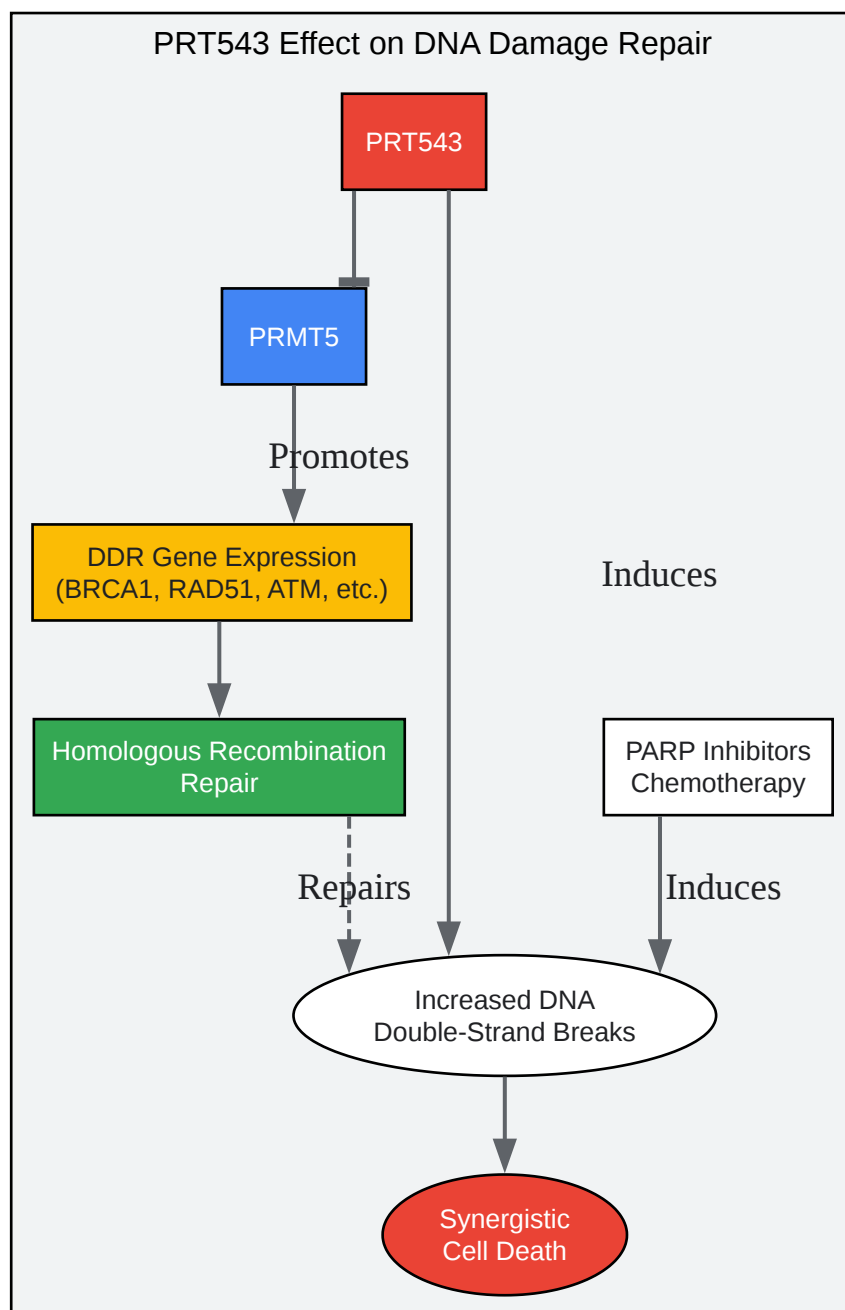 PRT543 Effect on DNA Damage Repair
PRT543
PRMT5
Promotes
DDR Gene Expression
(BRCA1, RAD51, ATM, etc.)
Induces
Homologous Recombination
Repair
PARP Inhibitors
Chemotherapy
Repairs
Induces
Increased DNA
Double-Strand Breaks
Synergistic
Cell Death